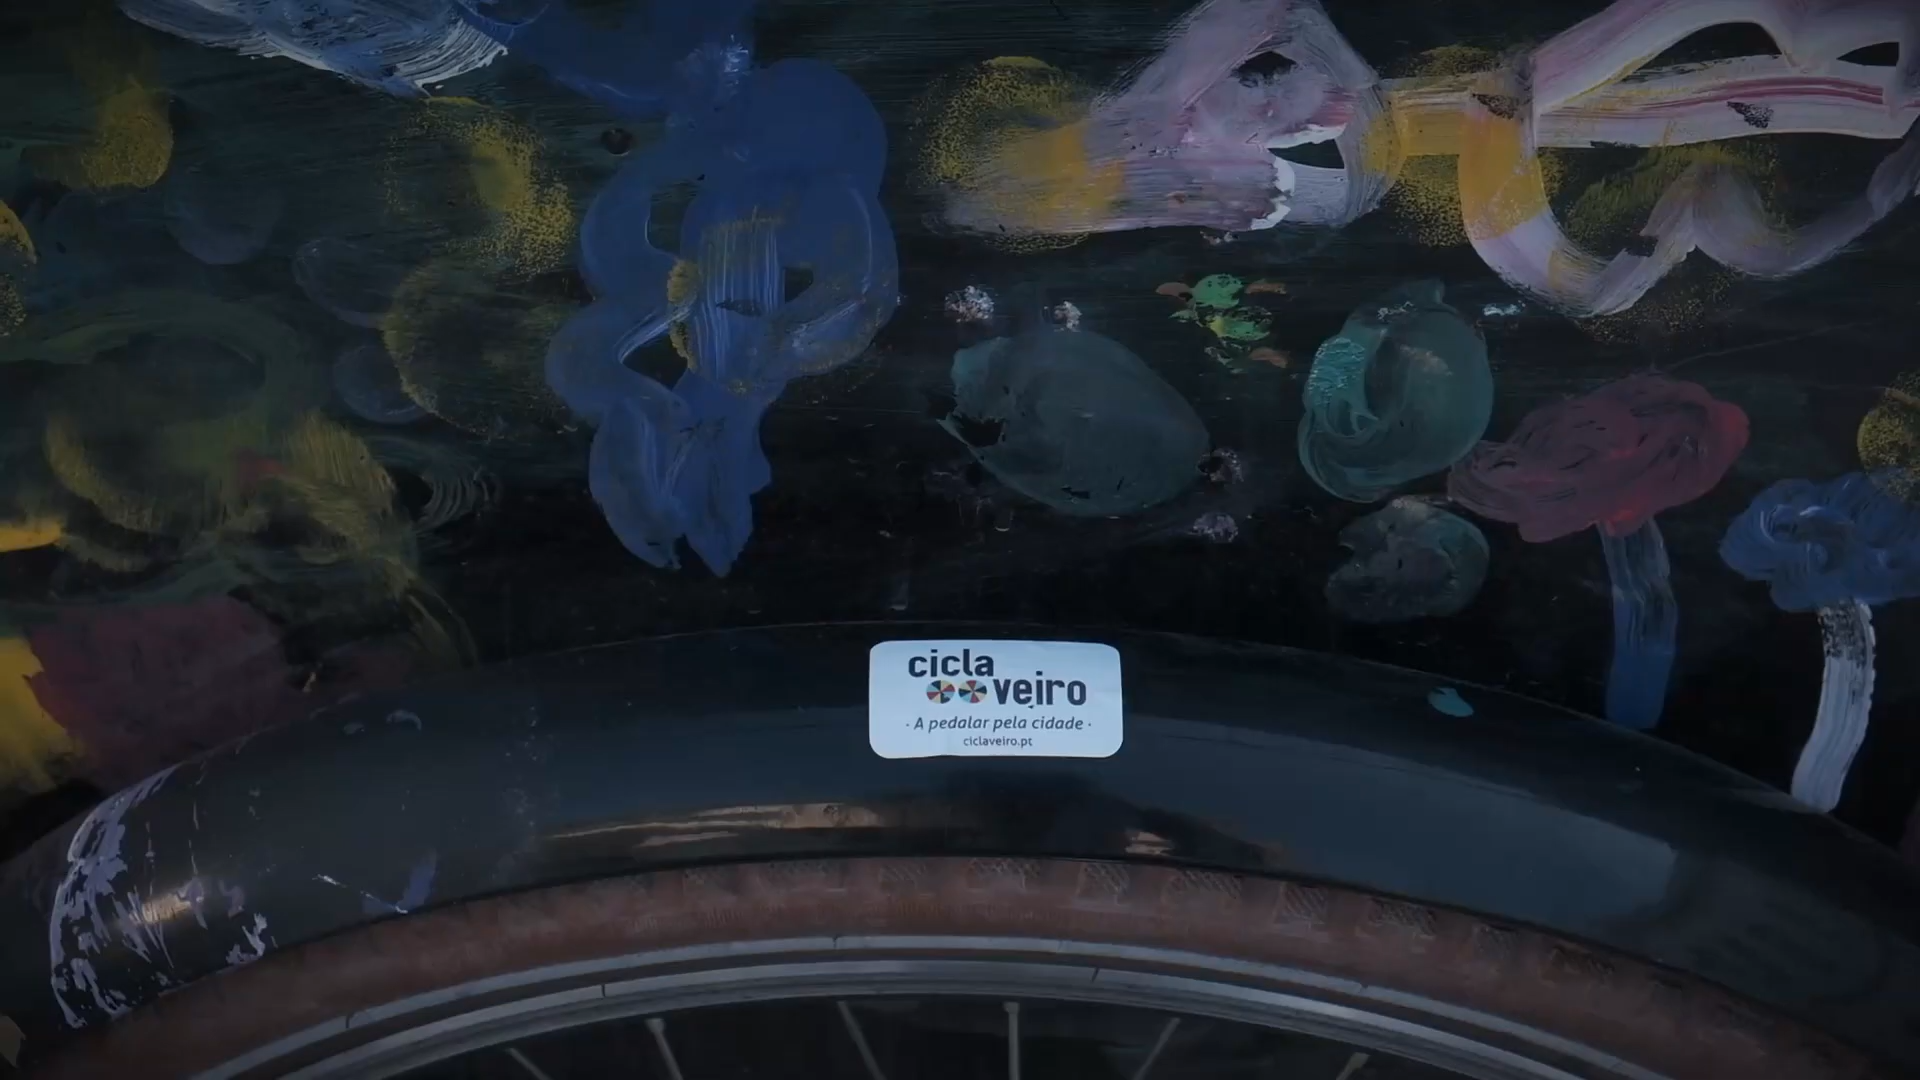 cicla
veiro
· A pedalar pela cidade ·
ciclaveiro.pt